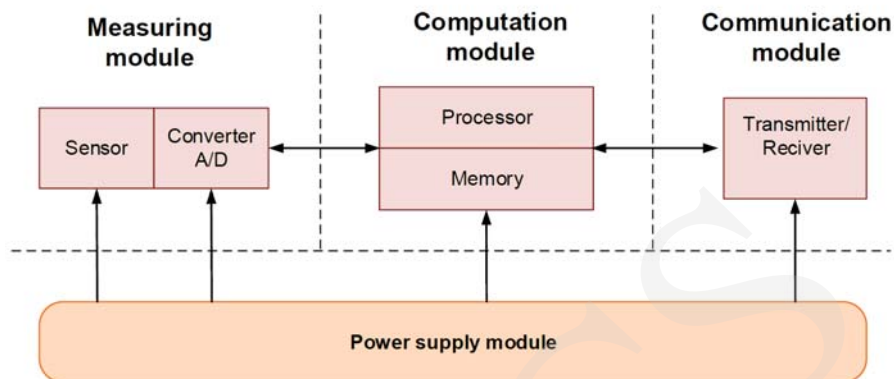 Measuring
module
Computation
module
Communication
module
Sensor
Converter
A/D
Processor
Memory
Transmitter/
Reciver
Power supply module